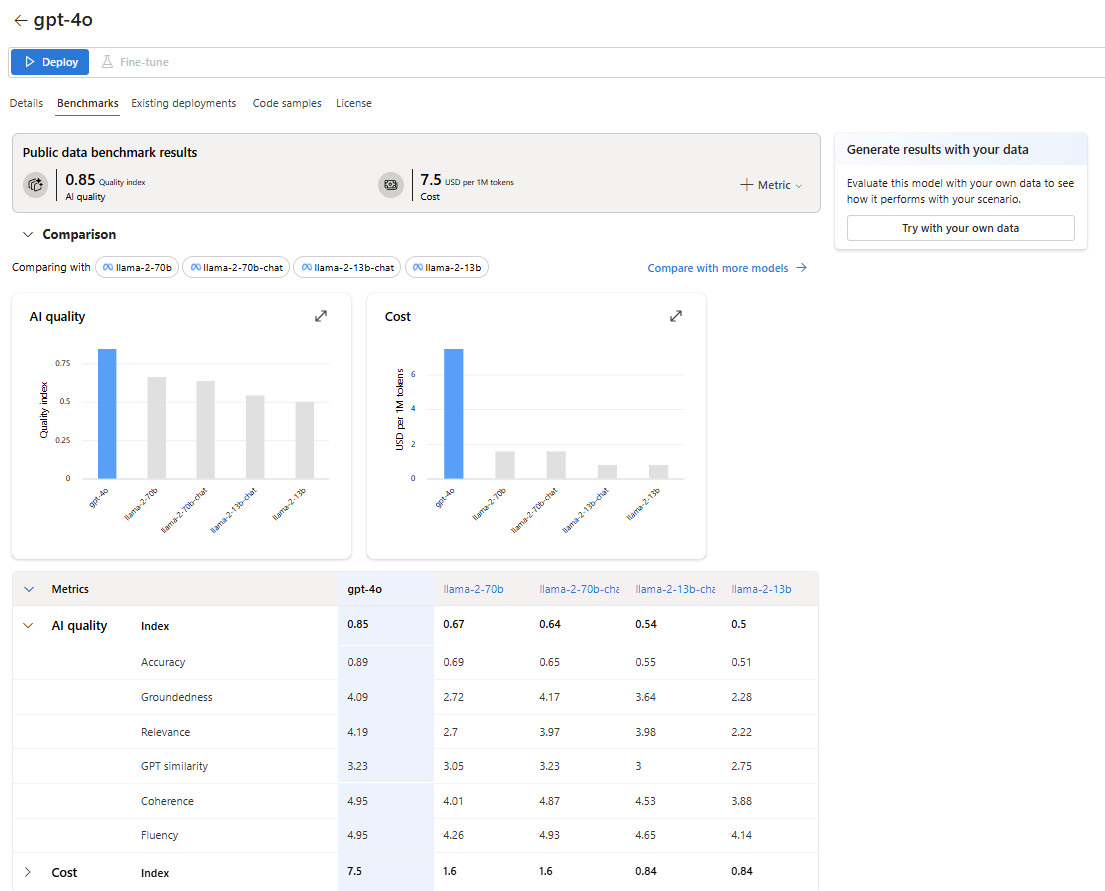 gpt-4o
Deploy Fine-tune
Details Benchmarks Existing deployments Code samples License
Public data benchmark results
0.85 Quality index
AI quality
7.5 USD per 1M tokens
Cost
Metric
Generate results with your data
Evaluate this model with your own data to see
how it performs with your scenario.
Try with your own data
Comparison
Comparing with llama-2-70b llama-2-70b-chat llama-2-13b-chat llama-2-13b
Compare with more models
AI quality
Quality index
0.75
0.5
0.25
0
gpt-4o llama-2-70b llama-2-70b-chat llama-2-13b-chat llama-2-13b
Cost
USD per 1M tokens
6
4
2
0
gpt-4o llama-2-70b llama-2-70b-chat llama-2-13b-chat llama-2-13b
Metrics gpt-4o llama-2-70b llama-2-70b-cha llama-2-13b-cha llama-2-13b
AI quality Index 0.85 0.67 0.64 0.54 0.5
Accuracy 0.89 0.69 0.65 0.55 0.51
Groundedness 4.09 2.72 4.17 3.64 2.28
Relevance 4.19 2.7 3.97 3.98 2.22
GPT similarity 3.23 3.05 3.23 3 2.75
Coherence 4.95 4.01 4.87 4.53 3.88
Fluency 4.95 4.26 4.93 4.65 4.14
Cost Index 7.5 1.6 1.6 0.84 0.84